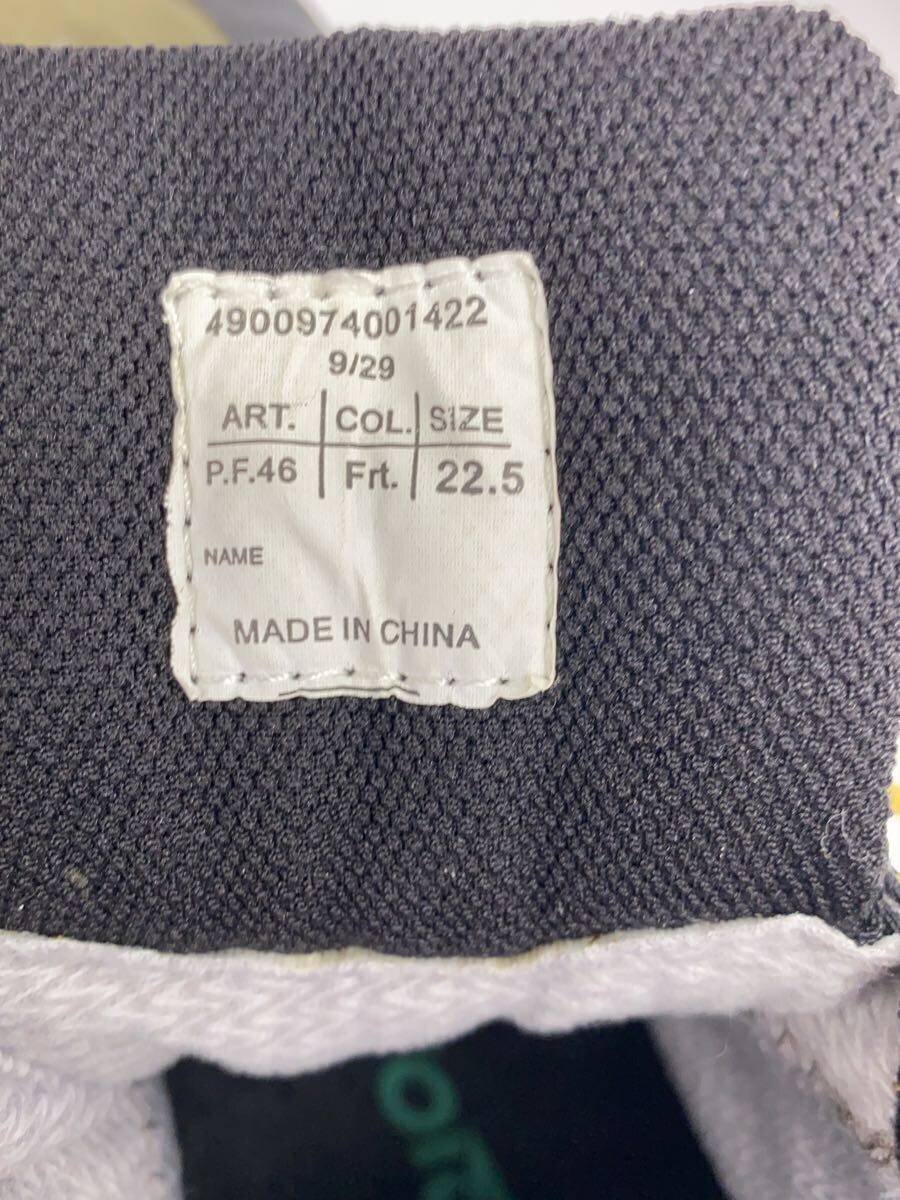 4900974001422
9/29
ART. COL. SIZE
P.F.46 Frt. 22.5
NAME
MADE IN CHINA